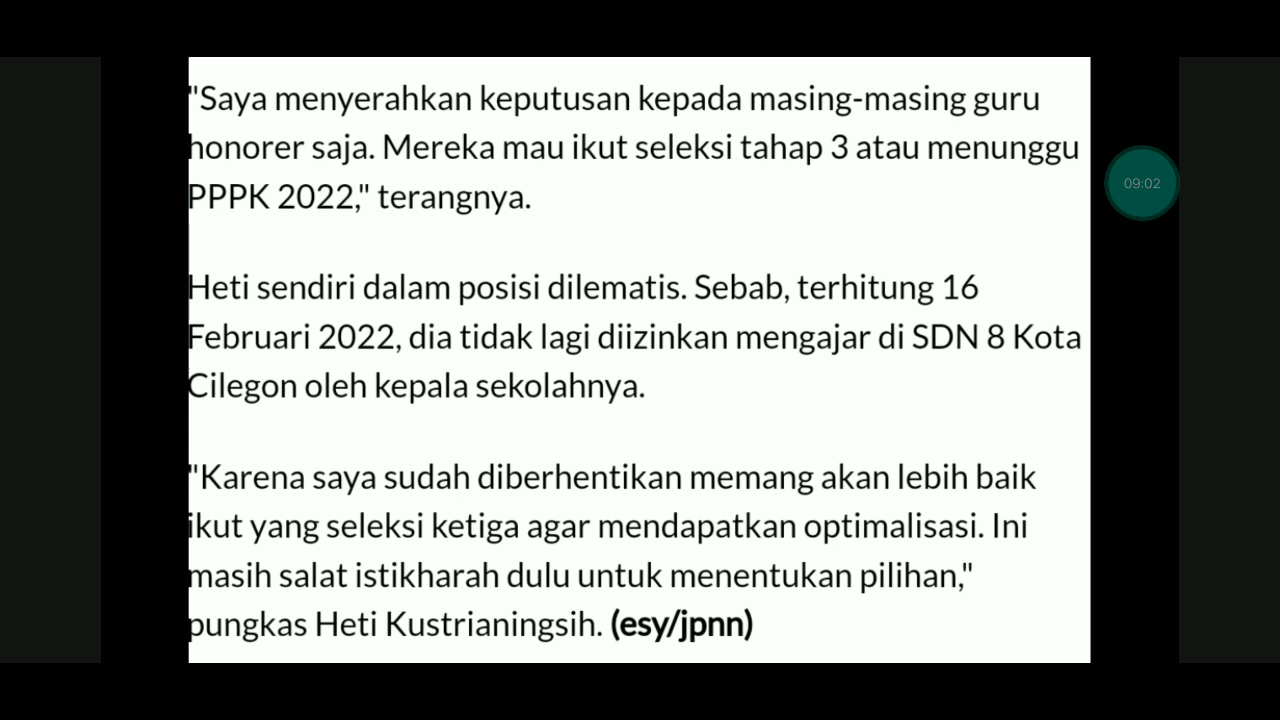 "Saya menyerahkan keputusan kepada masing-masing guru
honorer saja. Mereka mau ikut seleksi tahap 3 atau menunggu
PPPK 2022," terangnya.
09:02
Heti sendiri dalam posisi dilematis. Sebab, terhitung 16
Februari 2022, dia tidak lagi diizinkan mengajar di SDN 8 Kota
Cilegon oleh kepala sekolahnya.
"Karena saya sudah diberhentikan memang akan lebih baik
ikut yang seleksi ketiga agar mendapatkan optimalisasi. Ini
masih salat istikharah dulu untuk menentukan pilihan,"
pungkas Heti Kustrianingsih. (esy/jpnn)